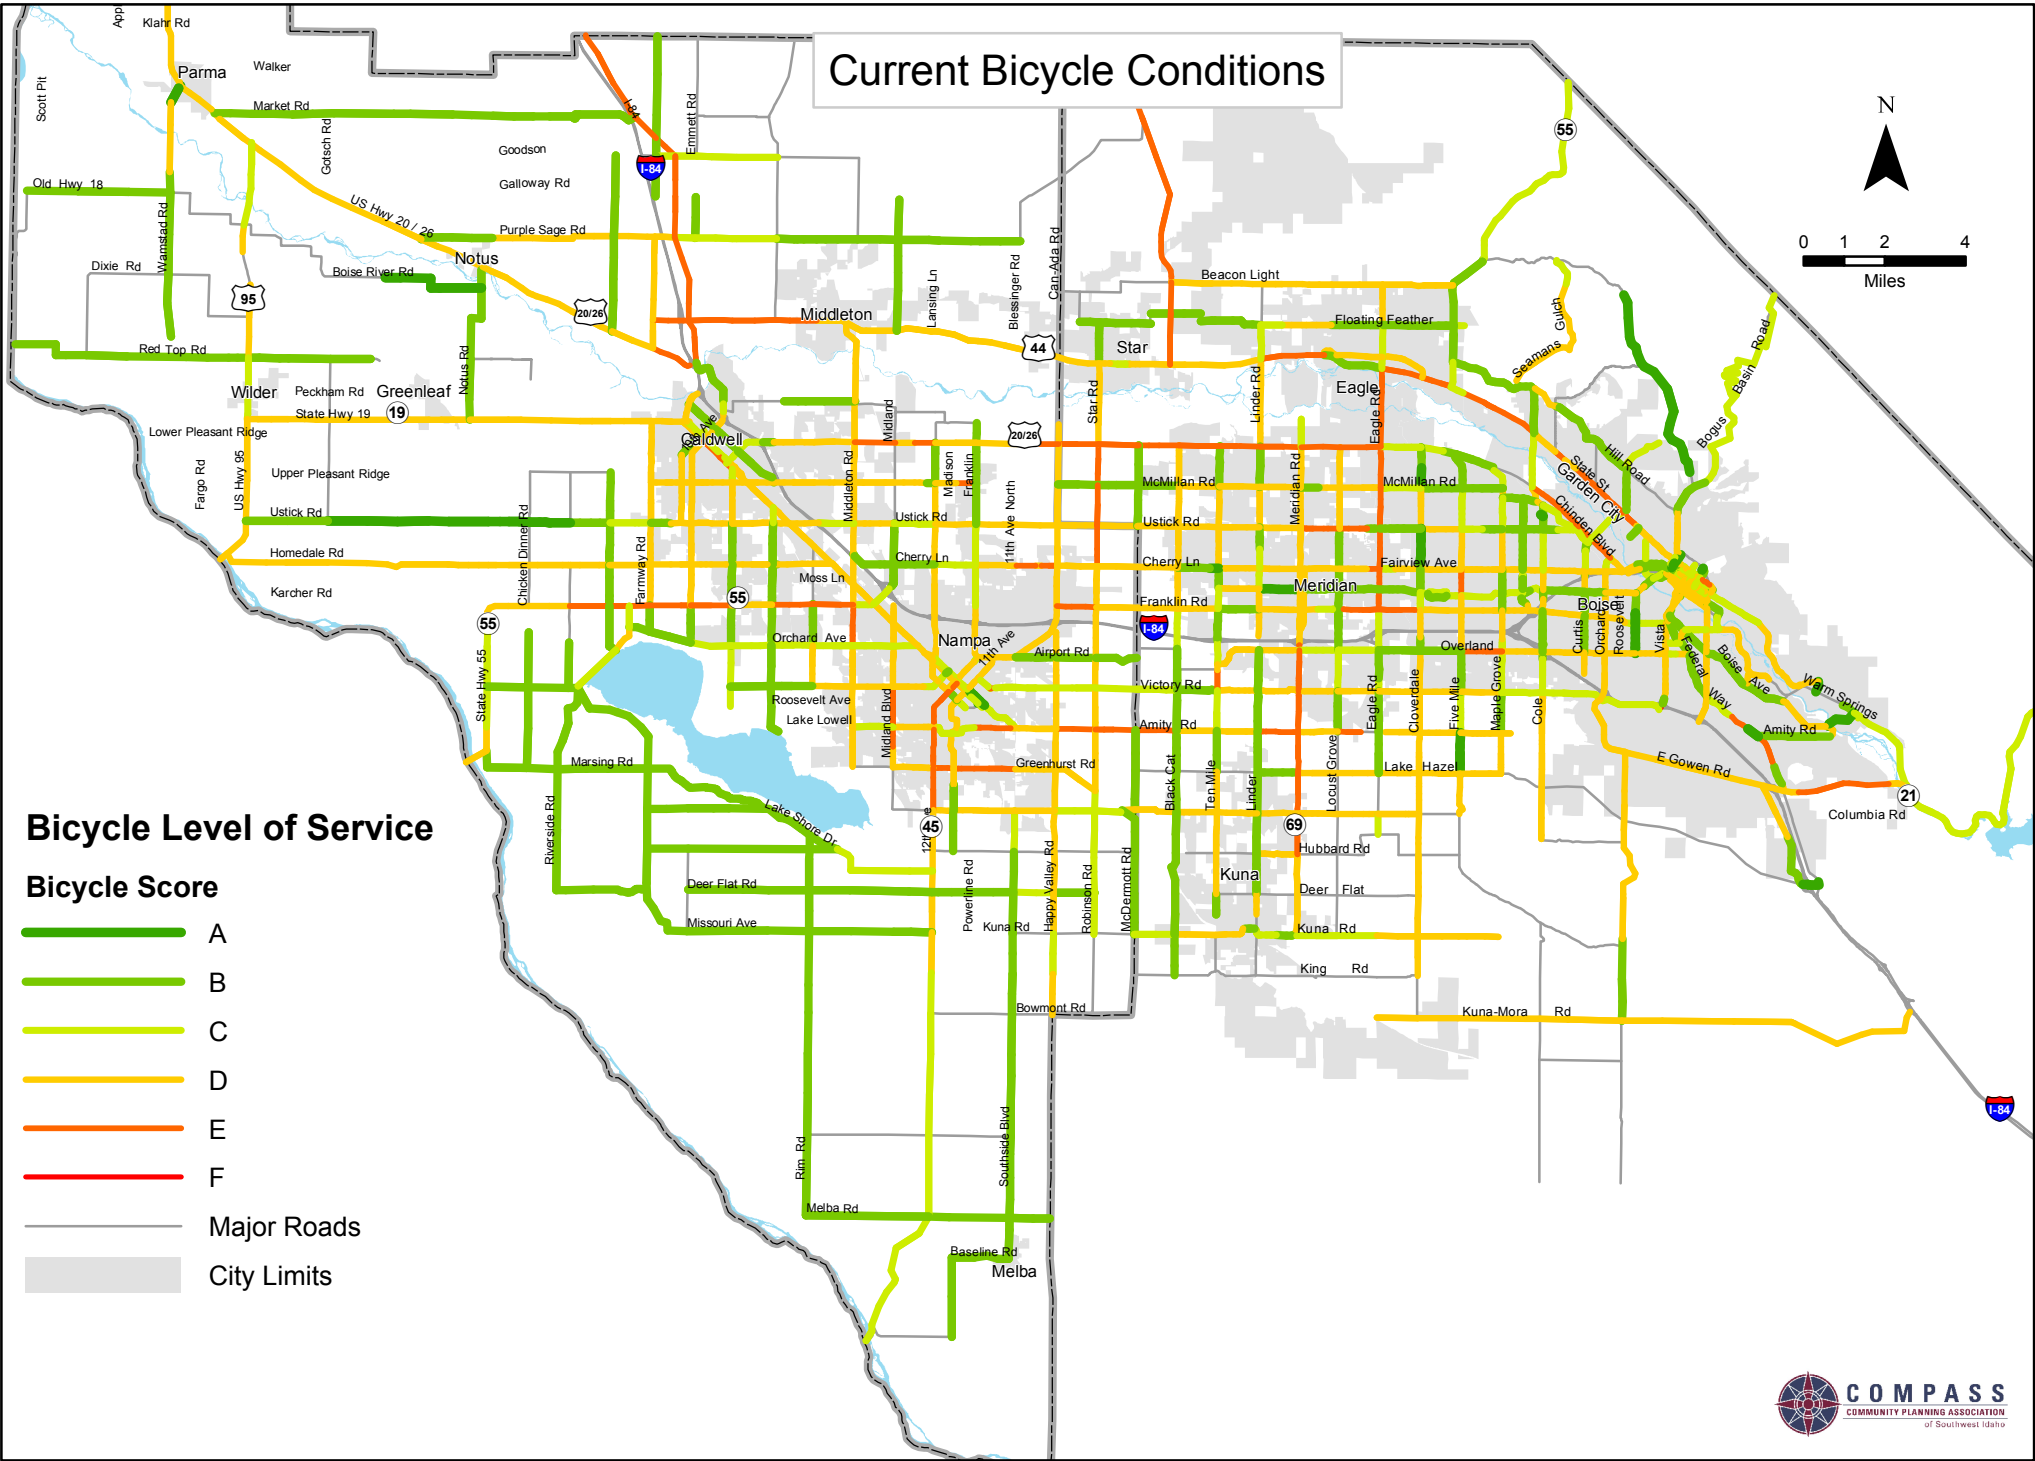 Current Bicycle Conditions
Klahr Rd
Parma
Walker
Scott Pit
Market Rd
Gotsch Rd
I-84
Emmett Rd
Goodson
I-84
Galloway Rd
Old Hwy 18
Wamstad Rd
US Hwy 20 / 26
Purple Sage Rd
Notus
Dixie Rd
Boise River Rd
95
20/26
Middleton
Lansing Ln
Blessinger Rd
Can-Ada Rd
Beacon Light
55
N
0 1 2 4
Miles
Floating Feather
Seamans
Gulch
Bogus
Basin
Road
44
Star
Red Top Rd
Notus Rd
Wilder
Peckham Rd
Greenleaf
State Hwy 19
19
Lower Pleasant Ridge
Upper Pleasant Ridge
Fargo Rd
US Hwy 95
Caldwell
Midland
Star Rd
Linder Rd
Eagle
Eagle Rd
20/26
Middleton Rd
Madison
Franklin
11th Ave North
McMillan Rd
Meridian Rd
McMillan Rd
Hill Road
State St
Garden City
Chinden Blvd
Ustick Rd
Chicken Dinner Rd
Ustick Rd
Ustick Rd
Farmway Rd
Homedale Rd
Cherry Ln
Cherry Ln
Fairview Ave
Moss Ln
Karcher Rd
55
55
Meridian
Franklin Rd
Boise
I-84
Orchard Ave
Nampa
11th Ave
Airport Rd
Overland
Curtis
Orchard
Roosevelt
Vista
Federal
Way
Boise
Ave
Warm Springs
State Hwy 55
Roosevelt Ave
Victory Rd
Lake Lowell
Midland Blvd
Amity Rd
Eagle Rd
Cloverdale
Five Mile
Maple Grove
Cole
Amity Rd
Marsing Rd
Greenhurst Rd
Black Cat
Ten Mile
Linder
Locust Grove
Lake Hazel
E Gowen Rd
21
Columbia Rd
Riverside Rd
Lake Shore Dr
45
69
Hubbard Rd
Kuna
Deer Flat Rd
Powerline Rd
Happy Valley Rd
Robinson Rd
McDermott Rd
Deer Flat
Missouri Ave
Kuna Rd
Kuna Rd
King Rd
Bowmont Rd
Kuna-Mora Rd
I-84
Rim Rd
Southside Blvd
Melba Rd
Baseline Rd
Melba
Bicycle Level of Service
Bicycle Score
A
B
C
D
E
F
Major Roads
City Limits
COMPASS
COMMUNITY PLANNING ASSOCIATION
of Southwest Idaho